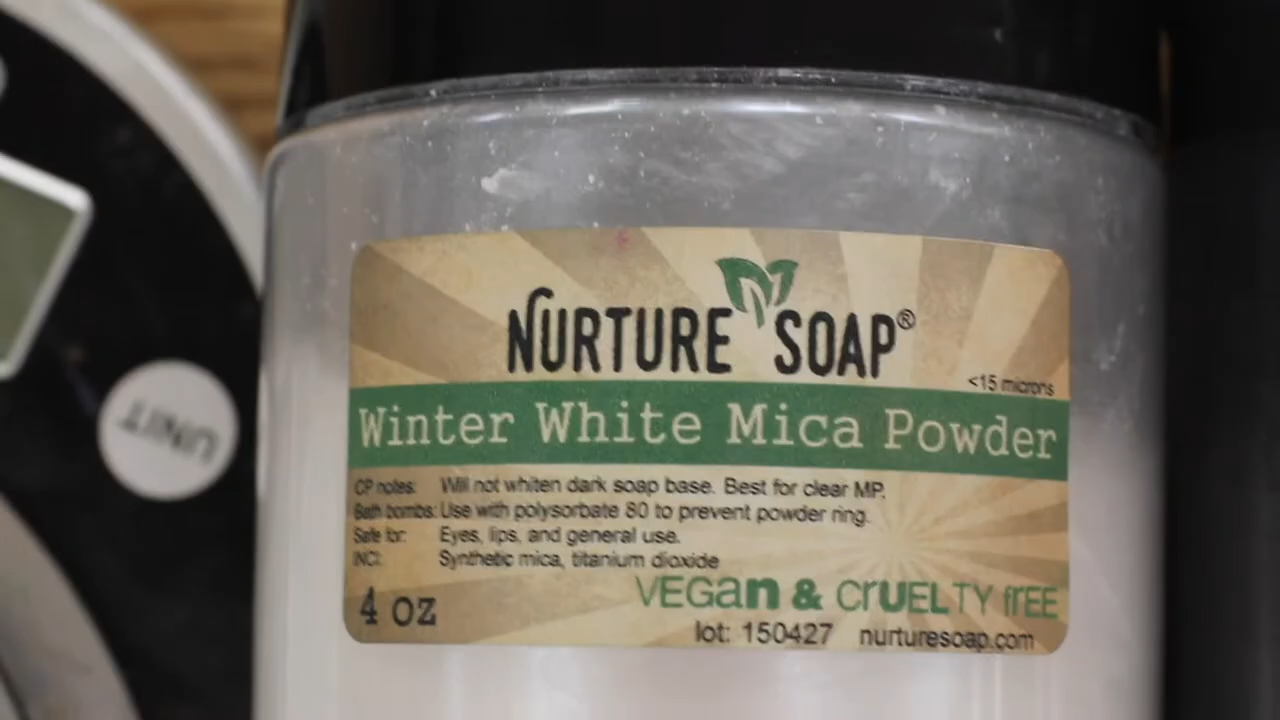 NURTURE SOAP®
<15 microns
Winter White Mica Powder
CP notes: Will not whiten dark soap base. Best for clear MP.
Bath bombs: Use with polysorbate 80 to prevent powder ring.
Safe for: Eyes, lips, and general use.
INCI: Synthetic mica, titanium dioxide
VEGan & CrUELTY frEE
4 oz
lot: 150427 nurturesoap.com
UNIT